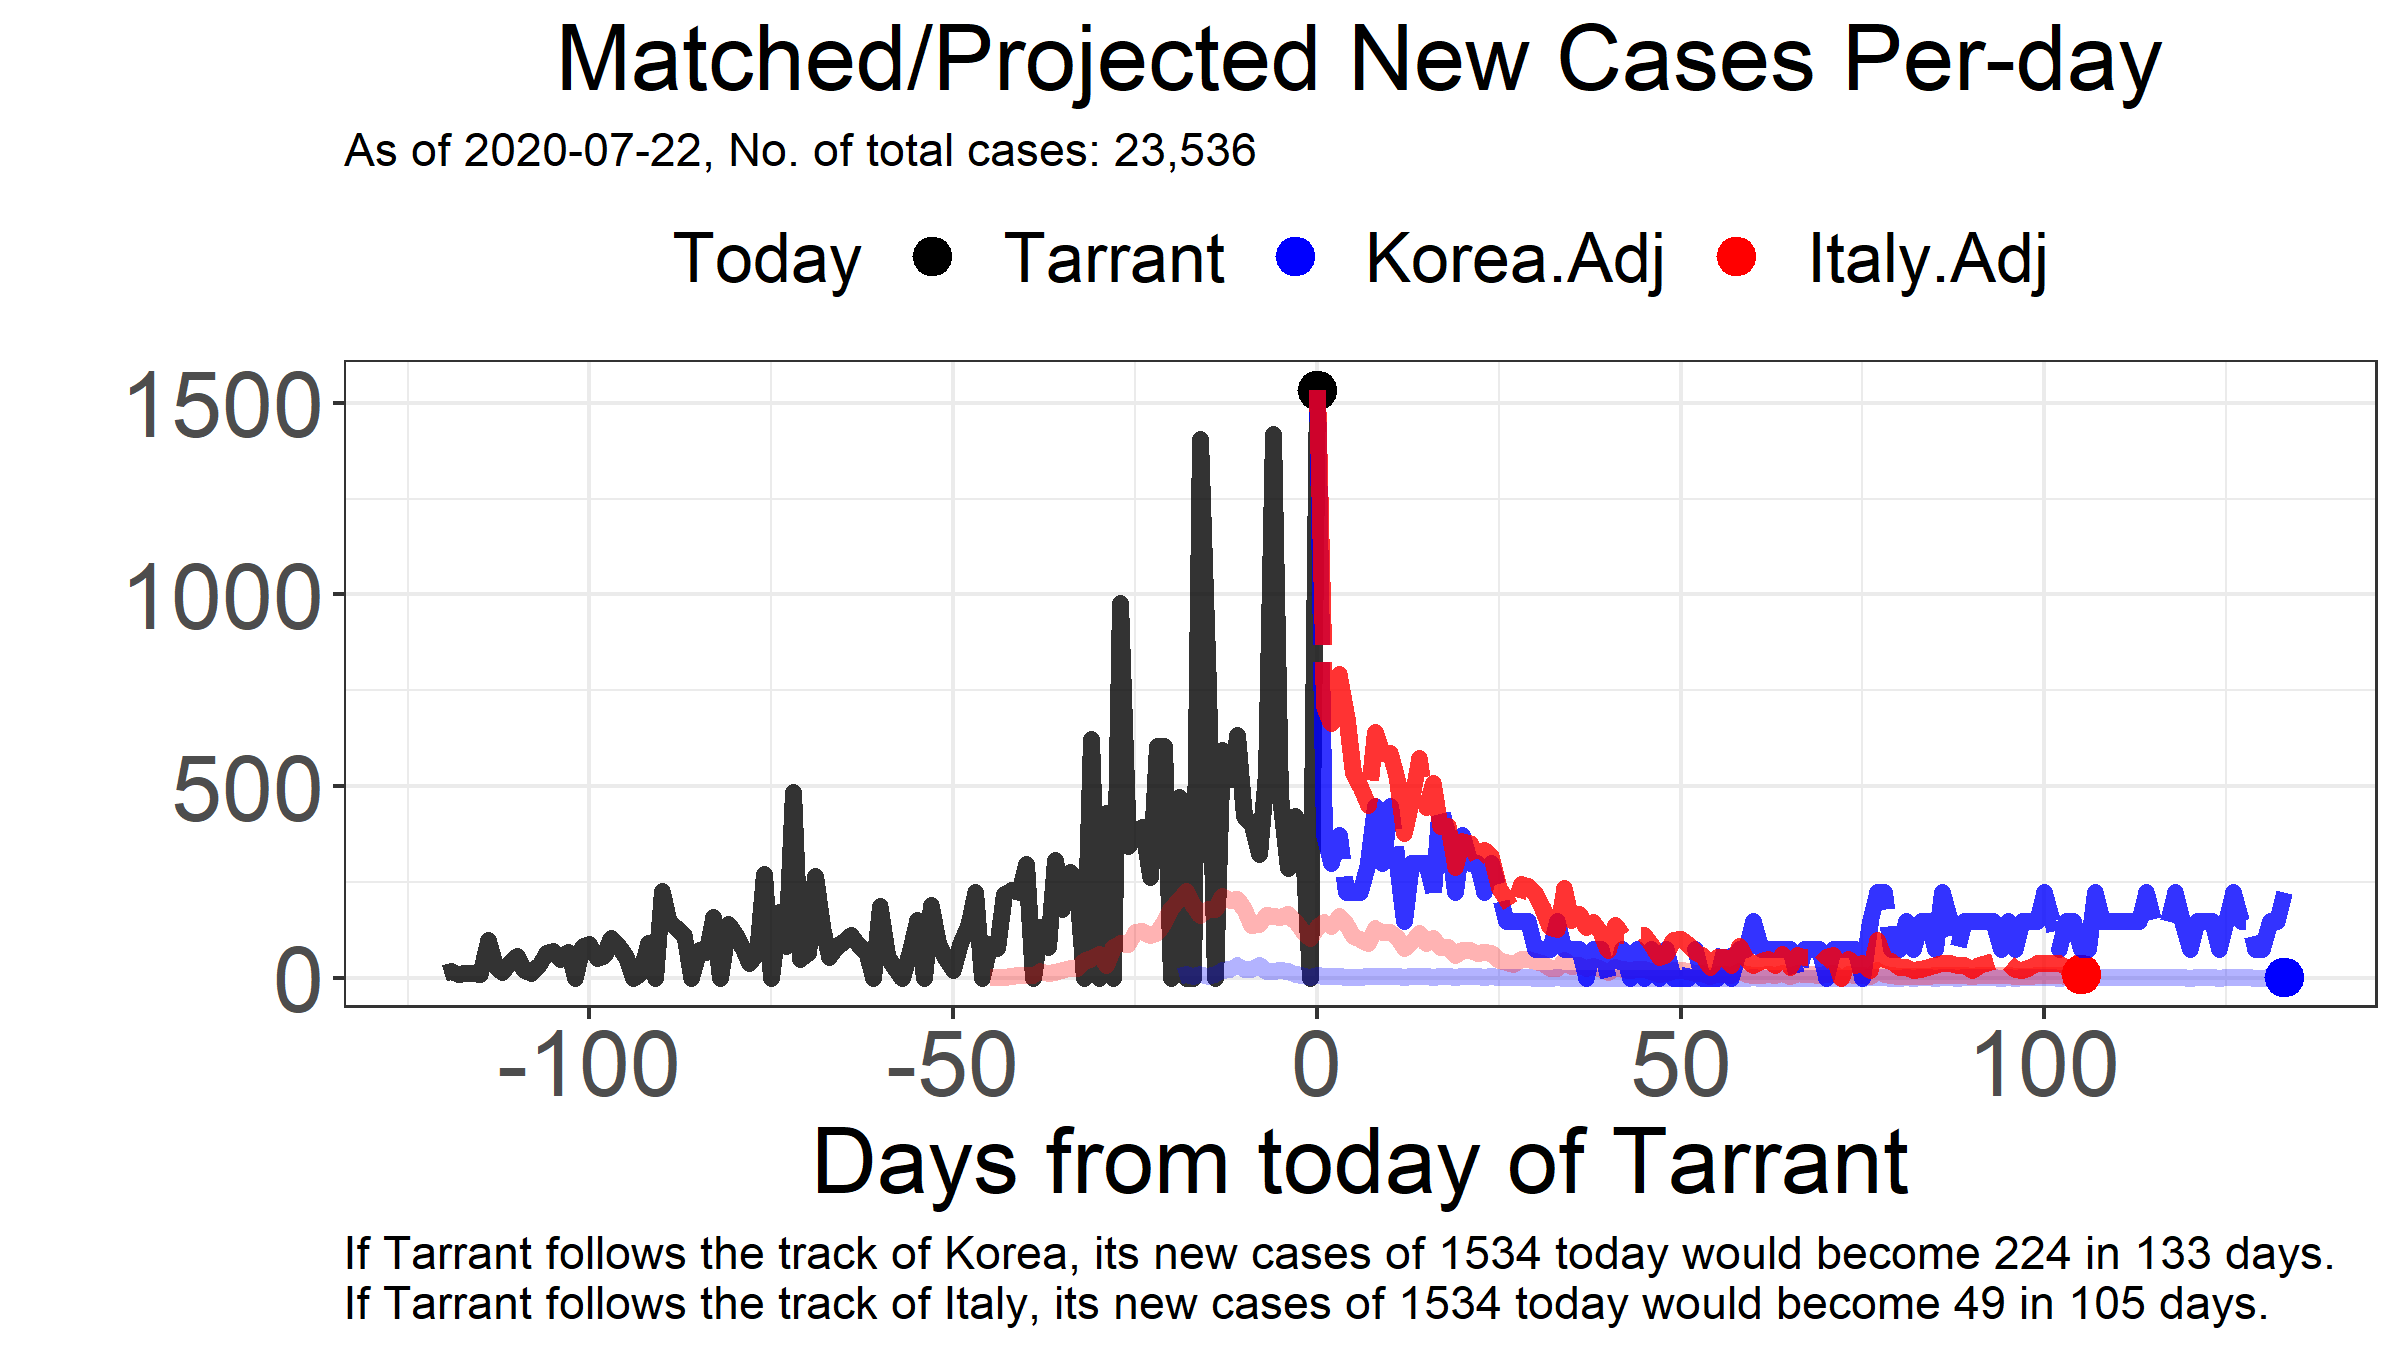 Matched/Projected New Cases Per-day
As of 2020-07-22, No. of total cases: 23,536
Today Tarrant Korea.Adj Italy.Adj
1500
1000
500
0
-100 -50 0 50 100
Days from today of Tarrant
If Tarrant follows the track of Korea, its new cases of 1534 today would become 224 in 133 days.
If Tarrant follows the track of Italy, its new cases of 1534 today would become 49 in 105 days.